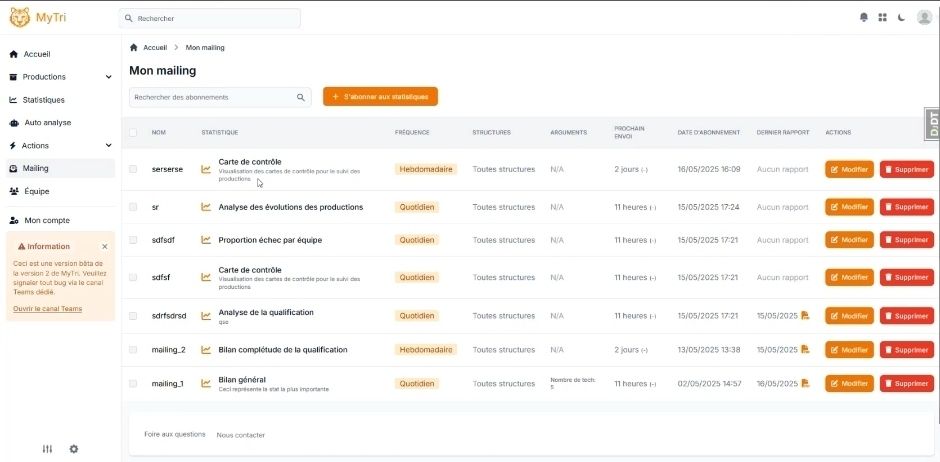 MyTri
Rechercher
Accueil
Productions
Statistiques
Auto analyse
Actions
Mailing
Équipe
Mon compte
Information
Ceci est une version bêta de
la version 2 de MyTri. Veuillez
signaler tout bug via le canal
Teams dédié.
Ouvrir le canal Teams
Accueil > Mon mailing
Mon mailing
Rechercher des abonnements
+ S'abonner aux statistiques
DJDT
NOM STATISTIQUE FRÉQUENCE STRUCTURES ARGUMENTS PROCHAIN ENVOI DATE D'ABONNEMENT DERNIER RAPPORT ACTIONS
serserse Carte de contrôle Hebdomadaire Toutes structures N/A 2 jours (-) 16/05/2025 16:09 Aucun rapport Modifier Supprimer
Visualisation des cartes de contrôle pour le suivi des
productions
sr Analyse des évolutions des productions Quotidien Toutes structures N/A 11 heures (-) 15/05/2025 17:24 Aucun rapport Modifier Supprimer
sdfsdf Proportion échec par équipe Quotidien Toutes structures N/A 11 heures (-) 15/05/2025 17:21 Aucun rapport Modifier Supprimer
sdfsf Carte de contrôle Quotidien Toutes structures N/A 11 heures (-) 15/05/2025 17:21 Aucun rapport Modifier Supprimer
Visualisation des cartes de contrôle pour le suivi des
productions
sdrfsdrsd Analyse de la qualification Quotidien Toutes structures N/A 11 heures (-) 15/05/2025 17:21 15/05/2025 Modifier Supprimer
que
mailing_2 Bilan complétude de la qualification Hebdomadaire Toutes structures N/A 2 jours (-) 13/05/2025 13:38 15/05/2025 Modifier Supprimer
mailing_1 Bilan général Quotidien Toutes structures Nombre de tech: 5 11 heures (-) 02/05/2025 14:57 16/05/2025 Modifier Supprimer
Ceci représente la stat la plus importante
Foire aux questions Nous contacter